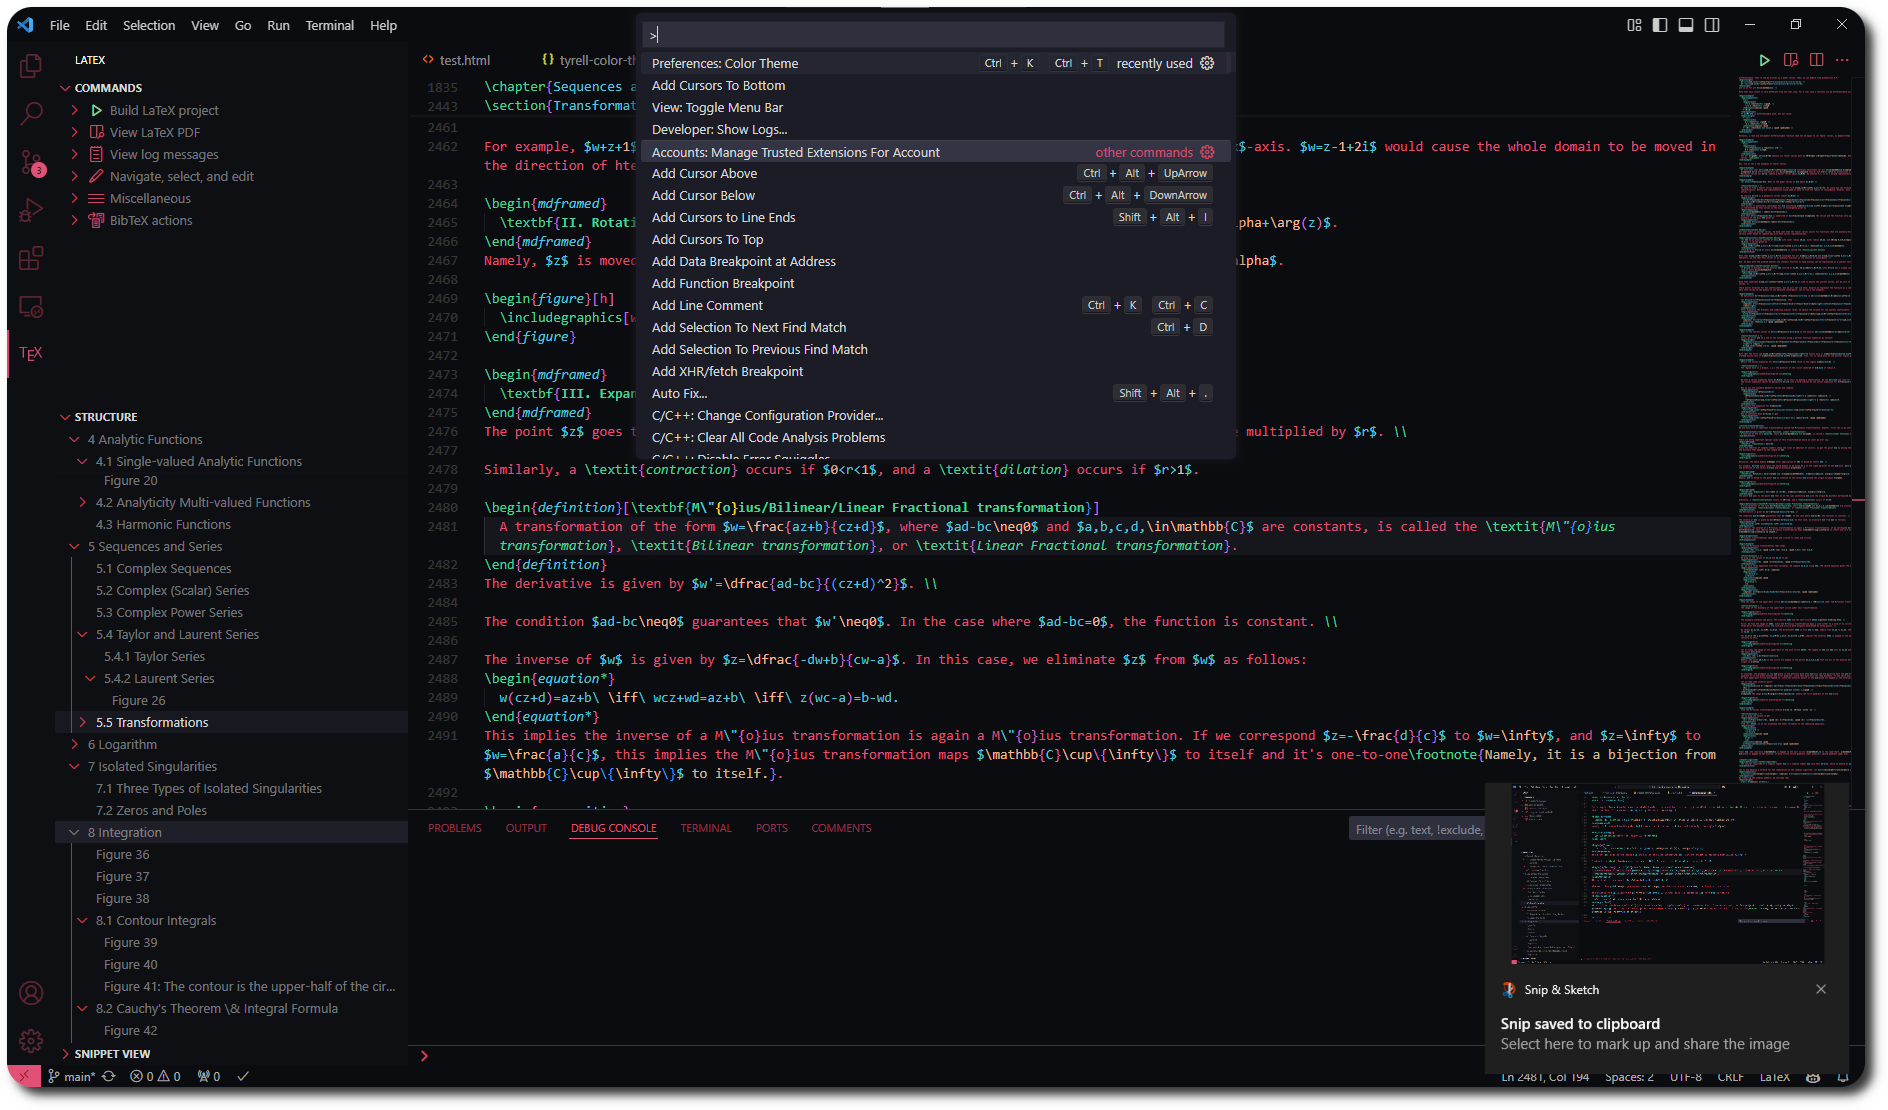 File Edit Selection View Go Run Terminal Help
>
Preferences: Color Theme Ctrl + K Ctrl + T recently used
Add Cursors To Bottom
View: Toggle Menu Bar
Developer: Show Logs...
Accounts: Manage Trusted Extensions For Account other commands
Add Cursor Above Ctrl + Alt + UpArrow
Add Cursor Below Ctrl + Alt + DownArrow
Add Cursors to Line Ends Shift + Alt + I
Add Cursors To Top
Add Data Breakpoint at Address
Add Function Breakpoint
Add Line Comment Ctrl + K Ctrl + C
Add Selection To Next Find Match Ctrl + D
Add Selection To Previous Find Match
Add XHR/fetch Breakpoint
Auto Fix... Shift + Alt + .
C/C++: Change Configuration Provider...
C/C++: Clear All Code Analysis Problems
C/C++: Disable Error Squiggles
LATEX
COMMANDS
Build LaTeX project
View LaTeX PDF
View log messages
Navigate, select, and edit
Miscellaneous
BibTeX actions
3
TEX
STRUCTURE
4 Analytic Functions
4.1 Single-valued Analytic Functions
Figure 20
4.2 Analyticity Multi-valued Functions
4.3 Harmonic Functions
5 Sequences and Series
5.1 Complex Sequences
5.2 Complex (Scalar) Series
5.3 Complex Power Series
5.4 Taylor and Laurent Series
5.4.1 Taylor Series
5.4.2 Laurent Series
Figure 26
5.5 Transformations
6 Logarithm
7 Isolated Singularities
7.1 Three Types of Isolated Singularities
7.2 Zeros and Poles
8 Integration
Figure 36
Figure 37
Figure 38
8.1 Contour Integrals
Figure 39
Figure 40
Figure 41: The contour is the upper-half of the cir...
8.2 Cauchy's Theorem \& Integral Formula
Figure 42
SNIPPET VIEW
test.html tyrell-color-th
1835 \chapter{Sequences a
2443 \section{Transformat
2461
2462 For example, $w+z+1$ $-axis. $w=z-1+2i$ would cause the whole domain to be moved in
the direction of hte
2463
2464 \begin{mdframed}
2465 \textbf{II. Rotati lpha+\arg(z)$.
2466 \end{mdframed}
2467 Namely, $z$ is moved lpha$.
2468
2469 \begin{figure}[h]
2470 \includegraphics[w
2471 \end{figure}
2472
2473 \begin{mdframed}
2474 \textbf{III. Expan
2475 \end{mdframed}
2476 The point $z$ goes t multiplied by $r$. \\
2477
2478 Similarly, a \textit{contraction} occurs if $0<r<1$, and a \textit{dilation} occurs if $r>1$.
2479
2480 \begin{definition}[\textbf{M\"{o}ius/Bilinear/Linear Fractional transformation}]
2481 A transformation of the form $w=\frac{az+b}{cz+d}$, where $ad-bc\neq0$ and $a,b,c,d,\in\mathbb{C}$ are constants, is called the \textit{M\"{o}ius
transformation}, \textit{Bilinear transformation}, or \textit{Linear Fractional transformation}.
2482 \end{definition}
2483 The derivative is given by $w'=\dfrac{ad-bc}{(cz+d)^2}$. \\
2484
2485 The condition $ad-bc\neq0$ guarantees that $w'\neq0$. In the case where $ad-bc=0$, the function is constant. \\
2486
2487 The inverse of $w$ is given by $z=\dfrac{-dw+b}{cw-a}$. In this case, we eliminate $z$ from $w$ as follows:
2488 \begin{equation*}
2489 w(cz+d)=az+b\ \iff\ wcz+wd=az+b\ \iff\ z(wc-a)=b-wd.
2490 \end{equation*}
2491 This implies the inverse of a M\"{o}ius transformation is again a M\"{o}ius transformation. If we correspond $z=-\frac{d}{c}$ to $w=\infty$, and $z=\infty$ to
$w=\frac{a}{c}$, this implies the M\"{o}ius transformation maps $\mathbb{C}\cup\{\infty\}$ to itself and it's one-to-one\footnote{Namely, it is a bijection from
$\mathbb{C}\cup\{\infty\}$ to itself.}.
2492
PROBLEMS OUTPUT DEBUG CONSOLE TERMINAL PORTS COMMENTS
Filter (e.g. text, !exclude,
Snip & Sketch
Snip saved to clipboard
Select here to mark up and share the image
main* 0 0 0
Ln 2481, Col 194 Spaces: 2 UTF-8 CRLF LaTeX